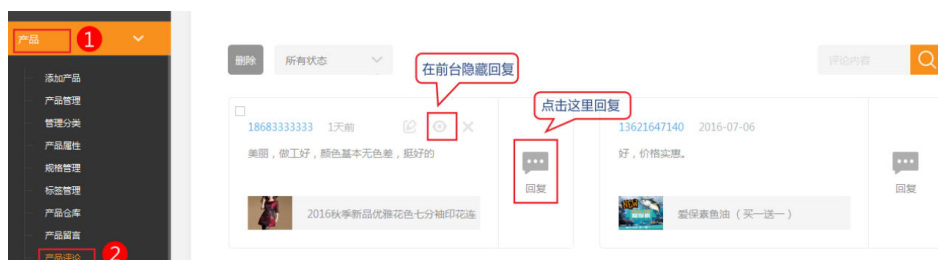 产品
1
添加产品
产品管理
管理分类
产品属性
规格管理
标签管理
产品仓库
产品留言
产品评论
2
删除
所有状态
评论内容
在前台隐藏回复
点击这里回复
18683333333 1天前
美丽，做工好，颜色基本无色差，挺好的
2016秋季新品优雅花色七分袖印花连
回复
13621647140 2016-07-06
好，价格实惠。
爱保素鱼油（买一送一）
回复